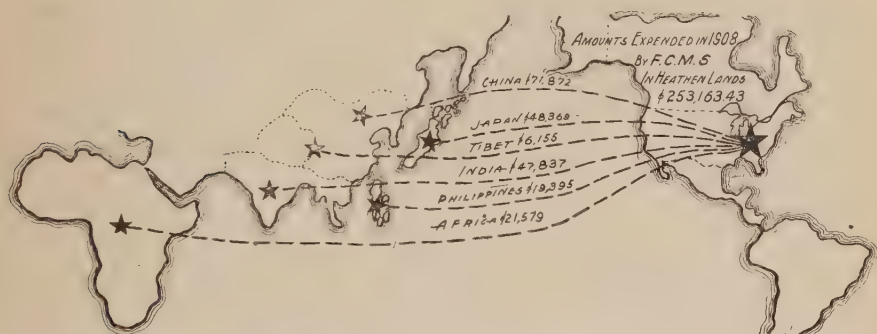 AMOUNTS EXPENDED IN 1908
BY F.C.M.S
IN HEATHEN LANDS
$253,163.43
CHINA $71,872
JAPAN $48,368
TIBET $6,155
INDIA $47,837
PHILIPPINES $19,395
AFRICA $21,579